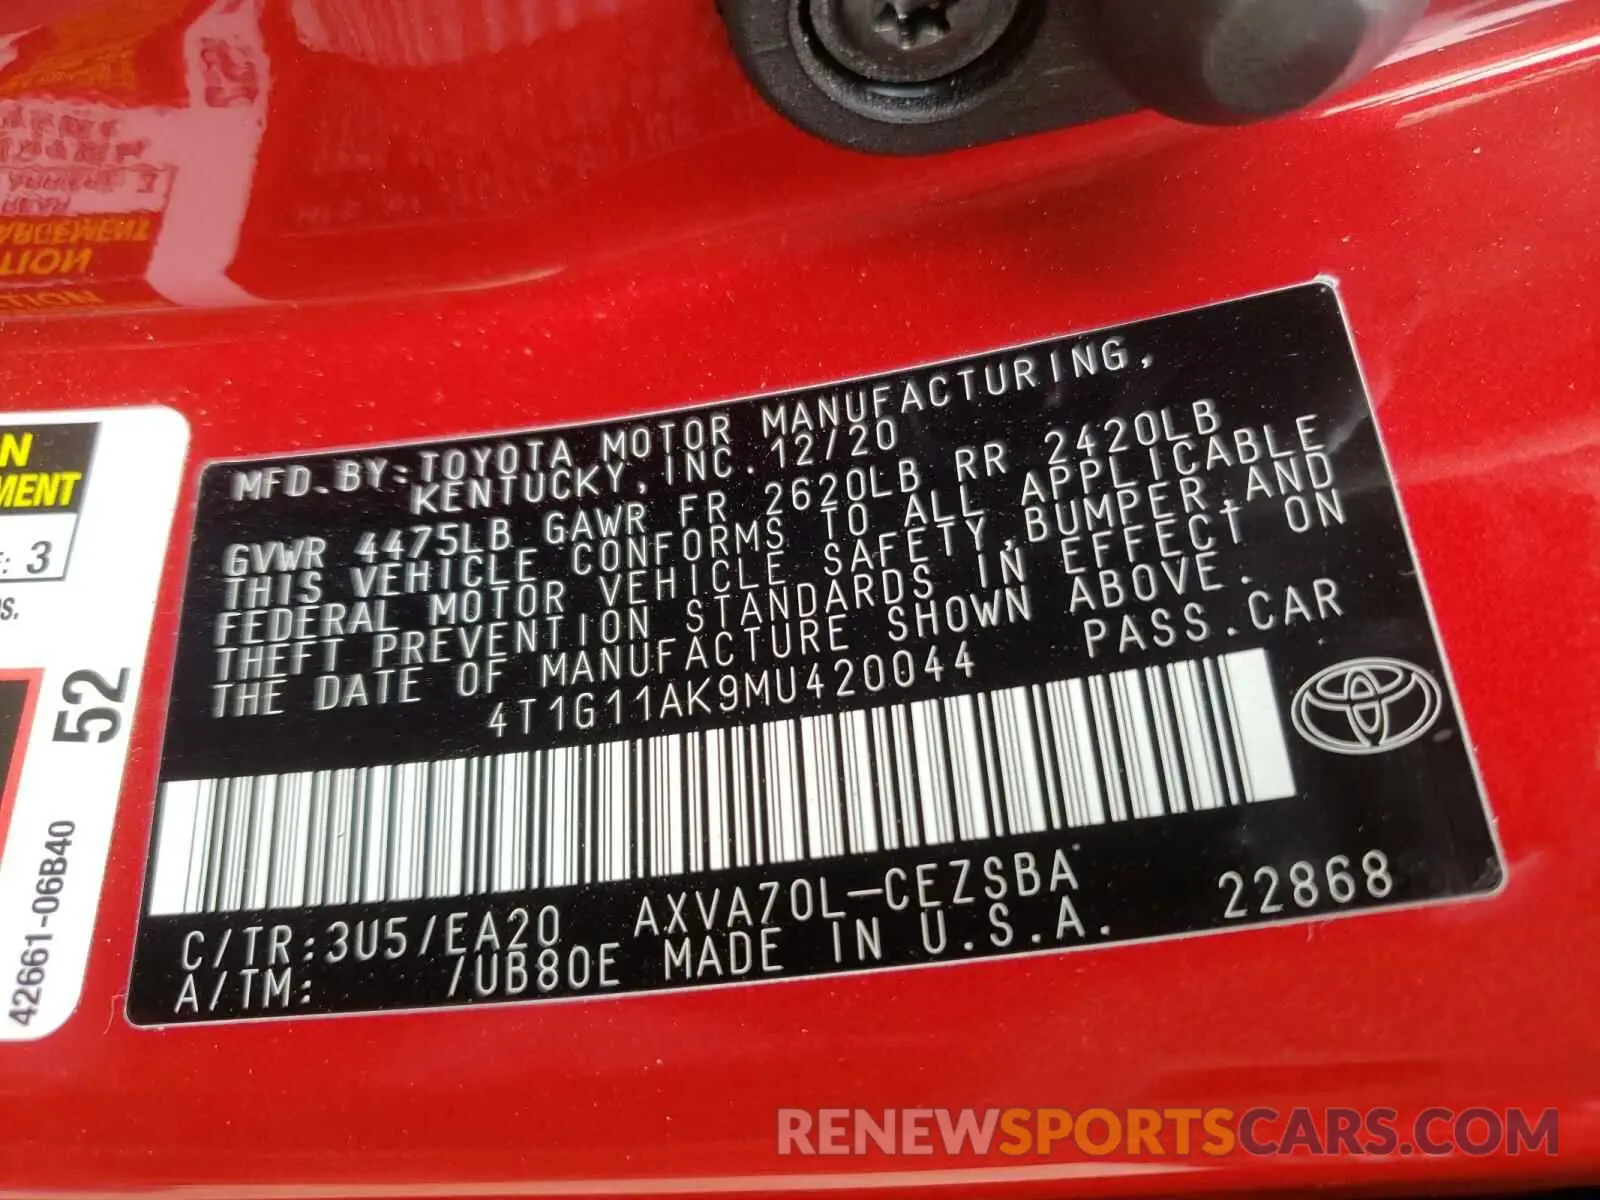 MFD. BY: TOYOTA MOTOR MANUFACTURING,
KENTUCKY, INC. 12/20
GVWR 4475LB GAWR FR 2620LB RR 2420LB
THIS VEHICLE CONFORMS TO ALL APPLICABLE
FEDERAL MOTOR VEHICLE SAFETY, BUMPER, AND
THEFT PREVENTION STANDARDS IN EFFECT ON
THE DATE OF MANUFACTURE SHOWN ABOVE.
4T1G11AK9MU420044 PASS. CAR
C/TR: 3U5/EA20 AXVA70L-CEZSBA 22868
A/TM: /UB80E MADE IN U.S.A.
N
MENT
: 3
52
42661-06B40
RENEWSPORTSCARS.COM